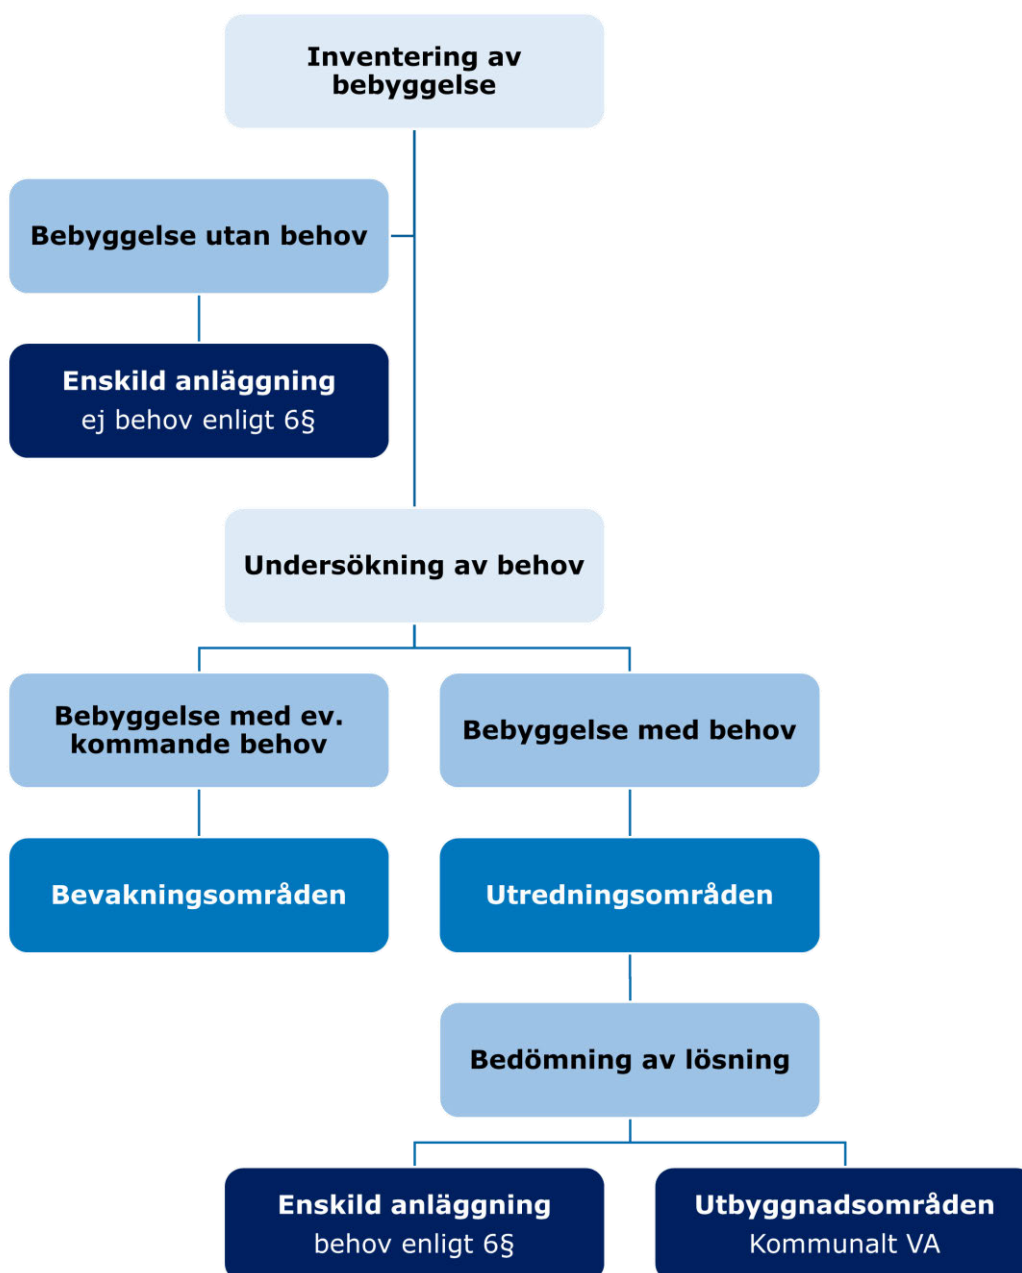 Inventering av
bebyggelse
Bebyggelse utan behov
Enskild anläggning
ej behov enligt 6§
Undersökning av behov
Bebyggelse med ev.
kommande behov
Bebyggelse med behov
Bevakningsområden
Utredningsområden
Bedömning av lösning
Enskild anläggning
behov enligt 6§
Utbyggnadsområden
Kommunalt VA